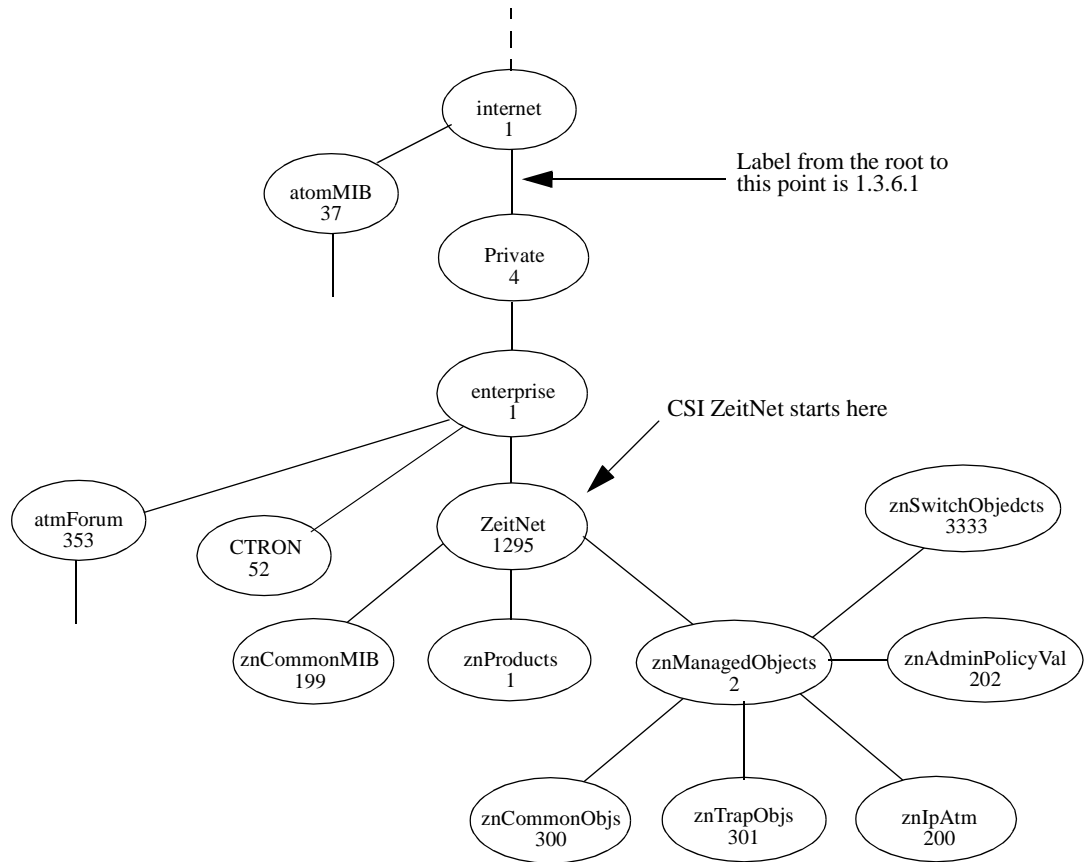 internet
1
Label from the root to
this point is 1.3.6.1
atomMIB
37
Private
4
enterprise
1
CSI ZeitNet starts here
atmForum
353
CTRON
52
ZeitNet
1295
znSwitchObjedcts
3333
znCommonMIB
199
znProducts
1
znManagedObjects
2
znAdminPolicyVal
202
znCommonObjs
300
znTrapObjs
301
znIpAtm
200